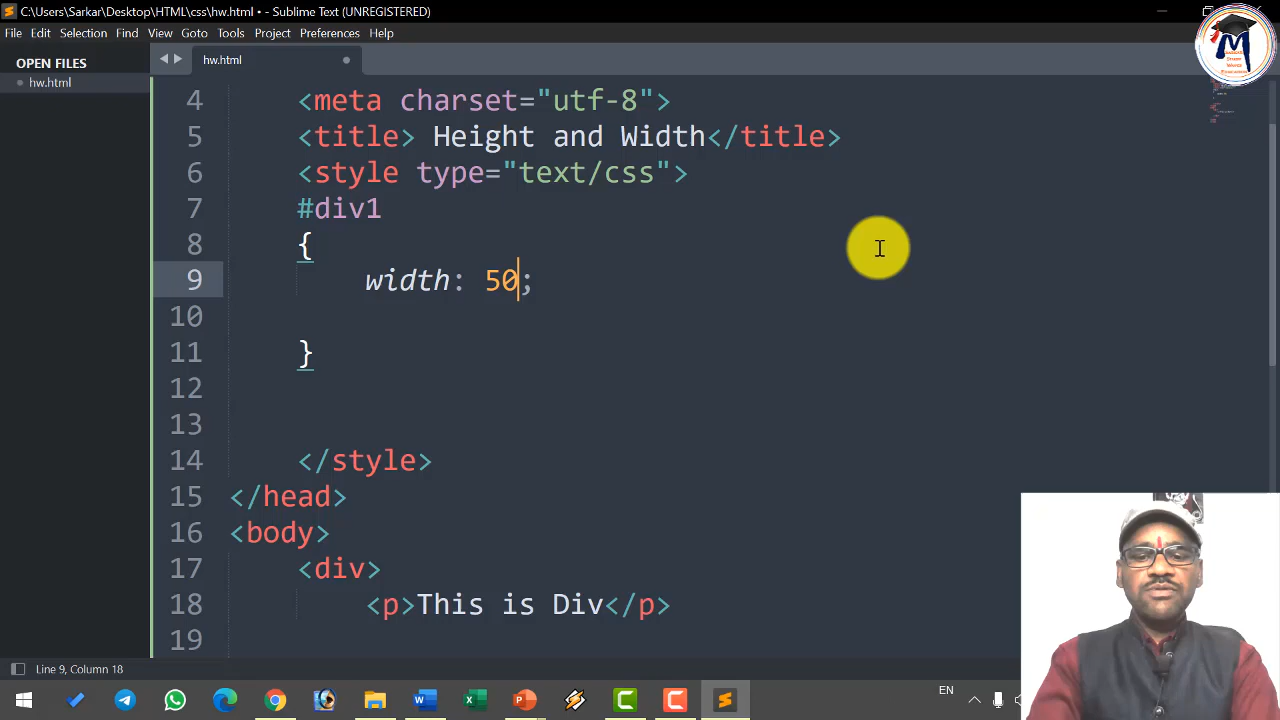 C:\Users\Sarkar\Desktop\HTML\css\hw.html • - Sublime Text (UNREGISTERED)
File Edit Selection Find View Goto Tools Project Preferences Help
OPEN FILES
hw.html
hw.html
4 <meta charset="utf-8">
5 <title> Height and Width</title>
6 <style type="text/css">
7 #div1
8 {
9 width: 50;
10
11 }
12
13
14 </style>
15 </head>
16 <body>
17 <div>
18 <p>This is Div</p>
19
Line 9, Column 18
EN